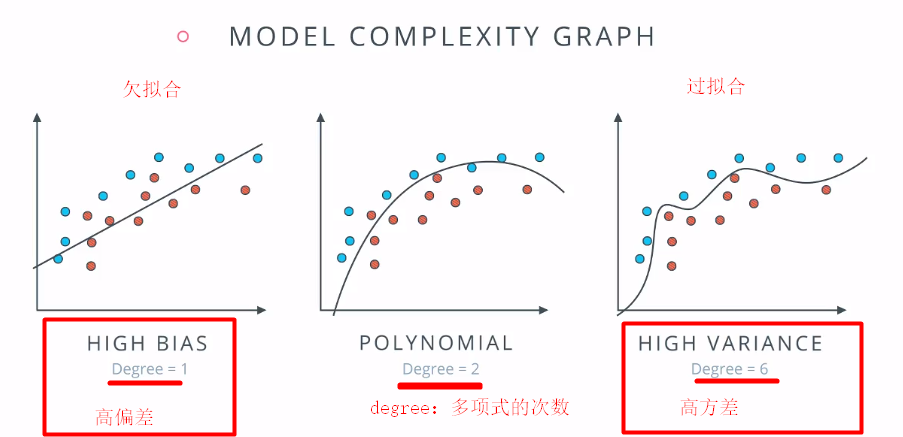 MODEL COMPLEXITY GRAPH
欠拟合
过拟合
HIGH BIAS
Degree = 1
高偏差
POLYNOMIAL
Degree = 2
degree: 多项式的次数
HIGH VARIANCE
Degree = 6
高方差